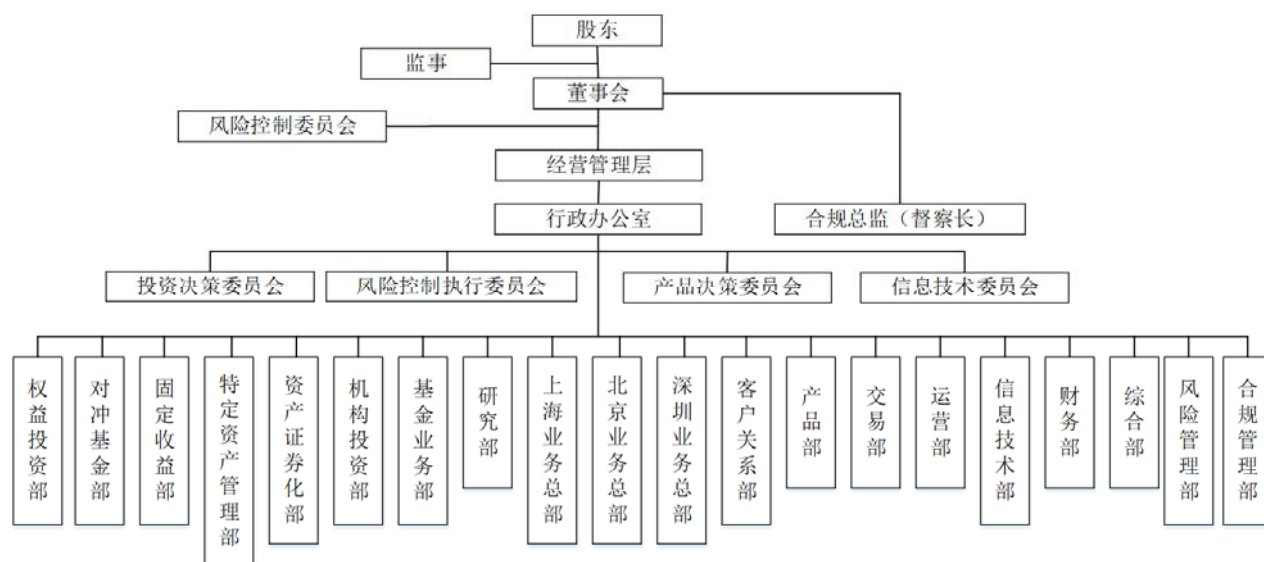 股东
监事
董事会
风险控制委员会
经营管理层
行政办公室
合规总监（督察长）
投资决策委员会
风险控制执行委员会
产品决策委员会
信息技术委员会
权益投资部
对冲基金部
固定收益部
特定资产管理部
资产证券化部
机构投资部
基金业务部
研究部
上海业务总部
北京业务总部
深圳业务总部
客户关系部
产品部
交易部
运营部
信息技术部
财务部
综合部
风险管理部
合规管理部